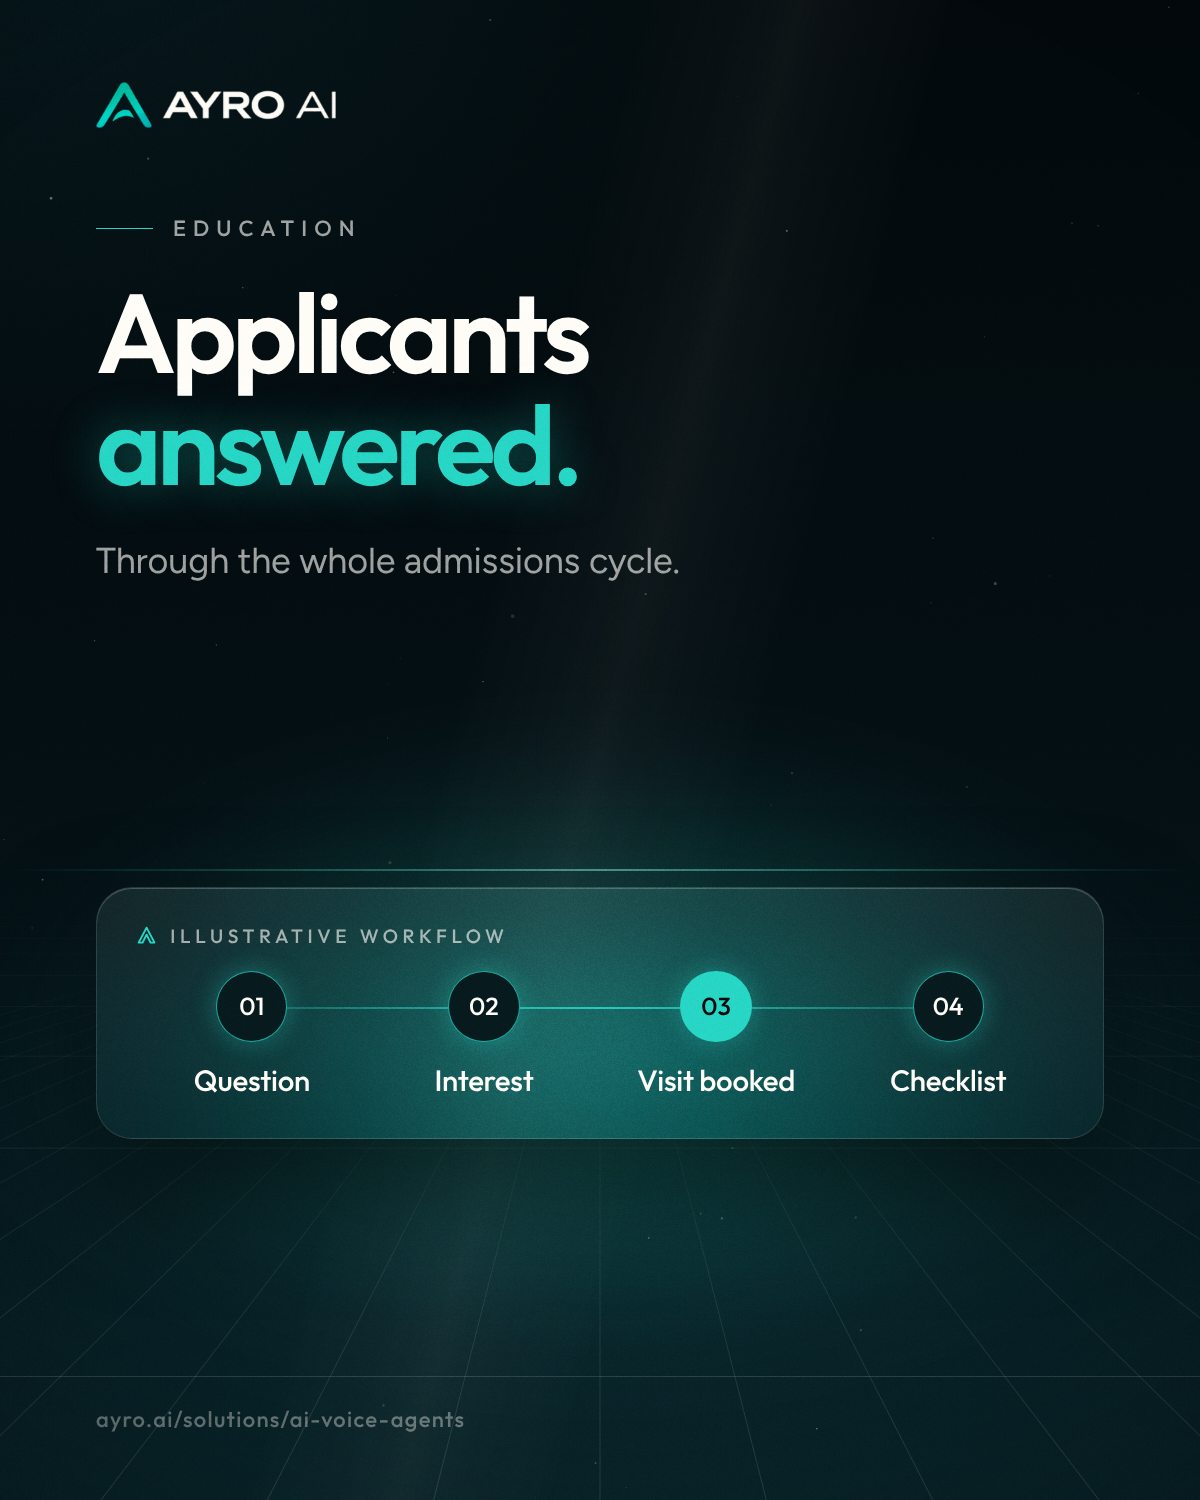 AYRO AI
EDUCATION
Applicants
answered.
Through the whole admissions cycle.
ILLUSTRATIVE WORKFLOW
01 02 03 04
Question Interest Visit booked Checklist
ayro.ai/solutions/ai-voice-agents